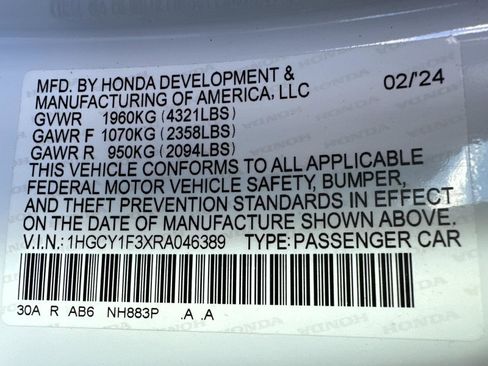 MFD. BY HONDA DEVELOPMENT &
MANUFACTURING OF AMERICA, LLC 02/'24
GVWR 1960KG (4321LBS)
GAWR F 1070KG (2358LBS)
GAWR R 950KG (2094LBS)
THIS VEHICLE CONFORMS TO ALL APPLICABLE
FEDERAL MOTOR VEHICLE SAFETY, BUMPER,
AND THEFT PREVENTION STANDARDS IN EFFECT
ON THE DATE OF MANUFACTURE SHOWN ABOVE.
V.I.N.: 1HGCY1F3XRA046389 TYPE: PASSENGER CAR
30A R AB6 NH883P .A .A